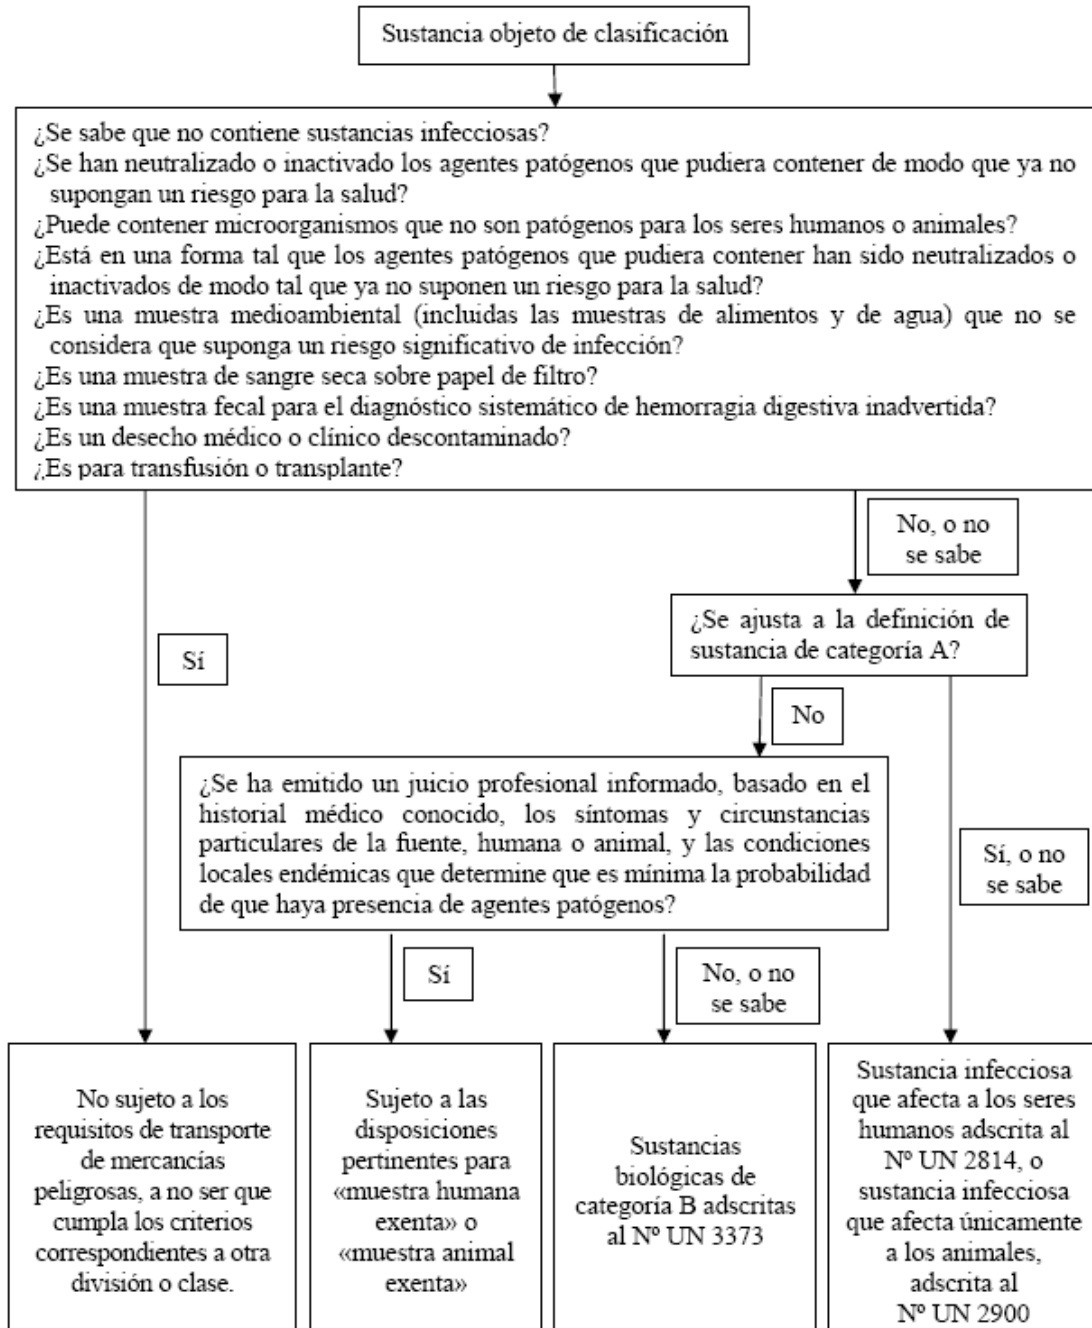 Sustancia objeto de clasificación
¿Se sabe que no contiene sustancias infecciosas?
¿Se han neutralizado o inactivado los agentes patógenos que pudiera contener de modo que ya no
supongan un riesgo para la salud?
¿Puede contener microorganismos que no son patógenos para los seres humanos o animales?
¿Está en una forma tal que los agentes patógenos que pudiera contener han sido neutralizados o
inactivados de modo tal que ya no suponen un riesgo para la salud?
¿Es una muestra medioambiental (incluidas las muestras de alimentos y de agua) que no se
considera que suponga un riesgo significativo de infección?
¿Es una muestra de sangre seca sobre papel de filtro?
¿Es una muestra fecal para el diagnóstico sistemático de hemorragia digestiva inadvertida?
¿Es un desecho médico o clínico descontaminado?
¿Es para transfusión o transplante?
No, o no
se sabe
¿Se ajusta a la definición de
sustancia de categoría A?
Sí
No
¿Se ha emitido un juicio profesional informado, basado en el
historial médico conocido, los síntomas y circunstancias
particulares de la fuente, humana o animal, y las condiciones
locales endémicas que determine que es mínima la probabilidad
de que haya presencia de agentes patógenos?
Sí, o no
se sabe
Sí
No, o no
se sabe
No sujeto a los
requisitos de transporte
de mercancías
peligrosas, a no ser que
cumpla los criterios
correspondientes a otra
división o clase.
Sujeto a las
disposiciones
pertinentes para
«muestra humana
exenta» o
«muestra animal
exenta»
Sustancias
biológicas de
categoría B adscritas
al Nº UN 3373
Sustancia infecciosa
que afecta a los seres
humanos adscrita al
Nº UN 2814, o
sustancia infecciosa
que afecta únicamente
a los animales,
adscrita al
Nº UN 2900